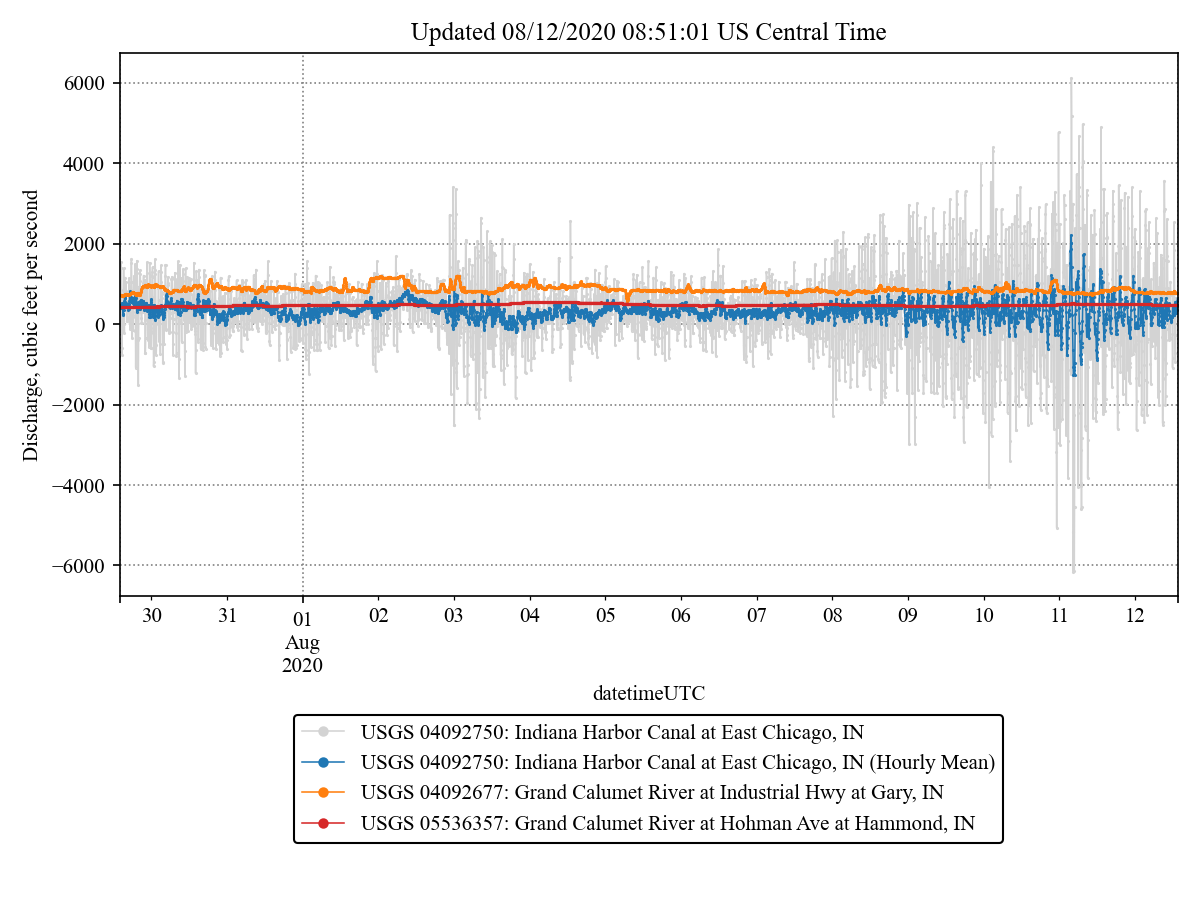 Updated 08/12/2020 08:51:01 US Central Time
Discharge, cubic feet per second
6000
4000
2000
0
−2000
−4000
−6000
30 31 01 02 03 04 05 06 07 08 09 10 11 12
Aug
2020
datetimeUTC
USGS 04092750: Indiana Harbor Canal at East Chicago, IN
USGS 04092750: Indiana Harbor Canal at East Chicago, IN (Hourly Mean)
USGS 04092677: Grand Calumet River at Industrial Hwy at Gary, IN
USGS 05536357: Grand Calumet River at Hohman Ave at Hammond, IN